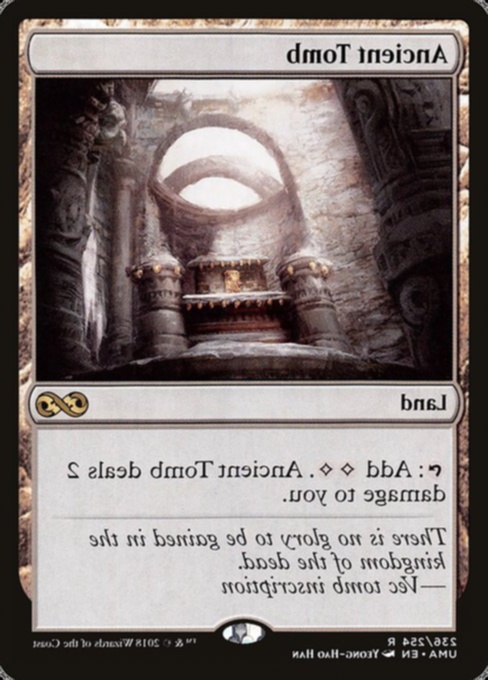 Ancient Tomb
Land
: Add ◇ ◇. Ancient Tomb deals 2
damage to you.
There is no glory to be gained in the
kingdom of the dead.
—Vec tomb inscription
236/254 R
UMA • EN Yeong-Hao Han
™ & © 2018 Wizards of the Coast